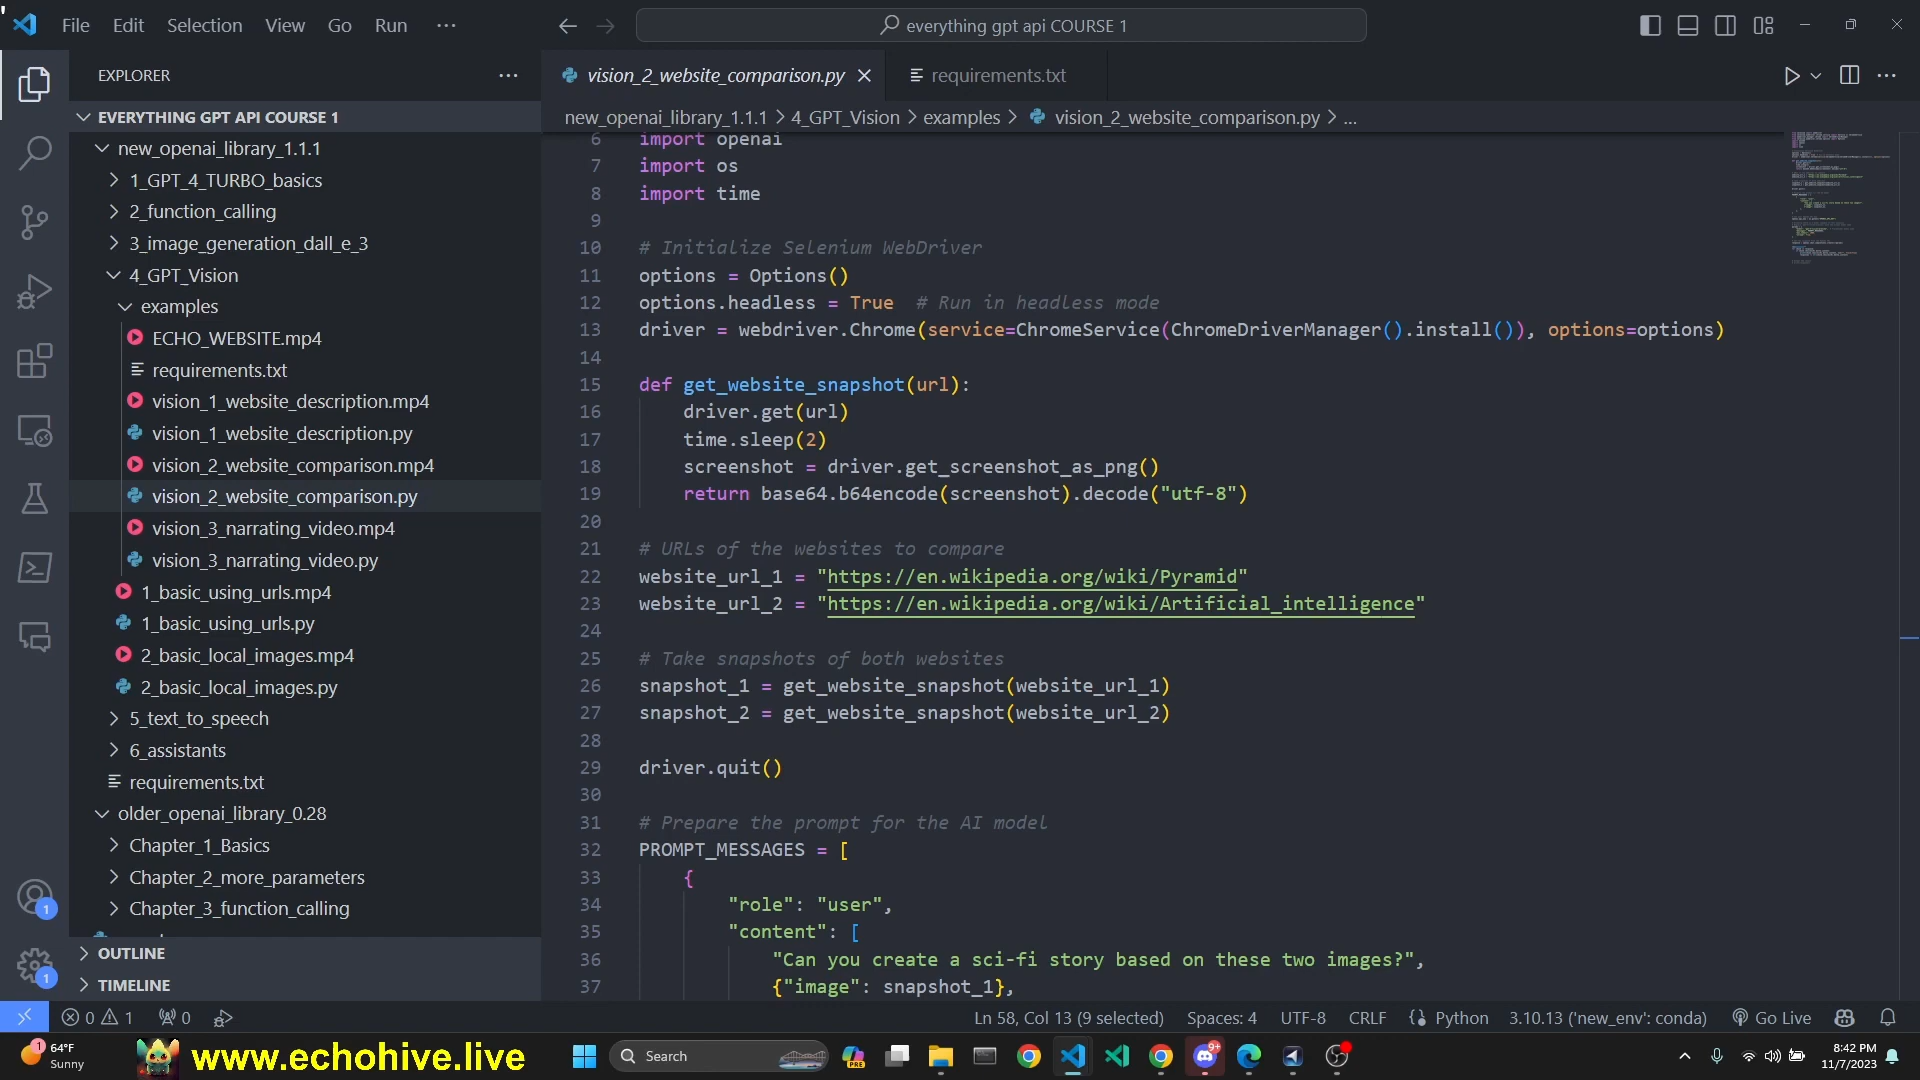 File Edit Selection View Go Run ···
everything gpt api COURSE 1
EXPLORER
vision_2_website_comparison.py
requirements.txt
EVERYTHING GPT API COURSE 1
new_openai_library_1.1.1 > 4_GPT_Vision > examples > vision_2_website_comparison.py > ...
new_openai_library_1.1.1
1_GPT_4_TURBO_basics
2_function_calling
3_image_generation_dall_e_3
4_GPT_Vision
examples
ECHO_WEBSITE.mp4
requirements.txt
vision_1_website_description.mp4
vision_1_website_description.py
vision_2_website_comparison.mp4
vision_2_website_comparison.py
vision_3_narrating_video.mp4
vision_3_narrating_video.py
1_basic_using_urls.mp4
1_basic_using_urls.py
2_basic_local_images.mp4
2_basic_local_images.py
5_text_to_speech
6_assistants
requirements.txt
older_openai_library_0.28
Chapter_1_Basics
Chapter_2_more_parameters
Chapter_3_function_calling
OUTLINE
TIMELINE
6 import openai
7 import os
8 import time
9
10 # Initialize Selenium WebDriver
11 options = Options()
12 options.headless = True  # Run in headless mode
13 driver = webdriver.Chrome(service=ChromeService(ChromeDriverManager().install()), options=options)
14
15 def get_website_snapshot(url):
16     driver.get(url)
17     time.sleep(2)
18     screenshot = driver.get_screenshot_as_png()
19     return base64.b64encode(screenshot).decode("utf-8")
20
21 # URLs of the websites to compare
22 website_url_1 = "https://en.wikipedia.org/wiki/Pyramid"
23 website_url_2 = "https://en.wikipedia.org/wiki/Artificial_intelligence"
24
25 # Take snapshots of both websites
26 snapshot_1 = get_website_snapshot(website_url_1)
27 snapshot_2 = get_website_snapshot(website_url_2)
28
29 driver.quit()
30
31 # Prepare the prompt for the AI model
32 PROMPT_MESSAGES = [
33     {
34         "role": "user",
35         "content": [
36             "Can you create a sci-fi story based on these two images?",
37             {"image": snapshot_1},
1
1
0 1 0
Ln 58, Col 13 (9 selected) Spaces: 4 UTF-8 CRLF Python 3.10.13 ('new_env': conda) Go Live
1 64°F
Sunny
www.echohive.live
Search
PRE
9+
8:42 PM
11/7/2023